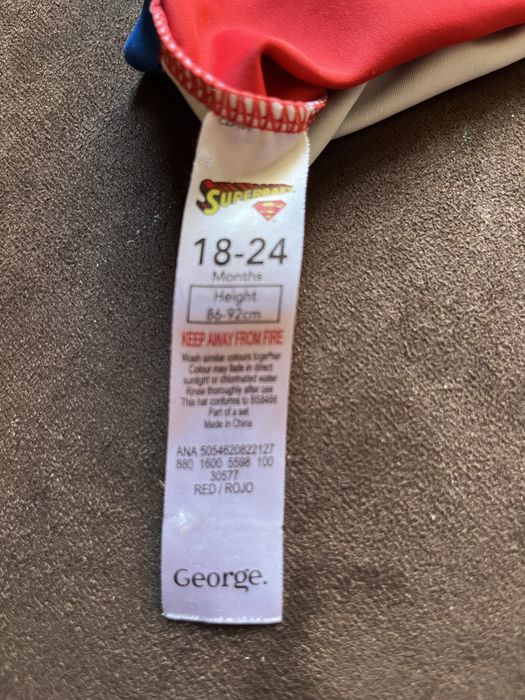 SUPERBABY
18-24
Months
Height
86-92cm
KEEP AWAY FROM FIRE
Wash similar colours together
Colour may fade in direct
sunlight or chlorinated water
Rinse thoroughly after use
This hat conforms to BS8466
Part of a set
Made in China
ANA 5054620822127
580 1600 5598 100
30577
RED / ROJO
George.